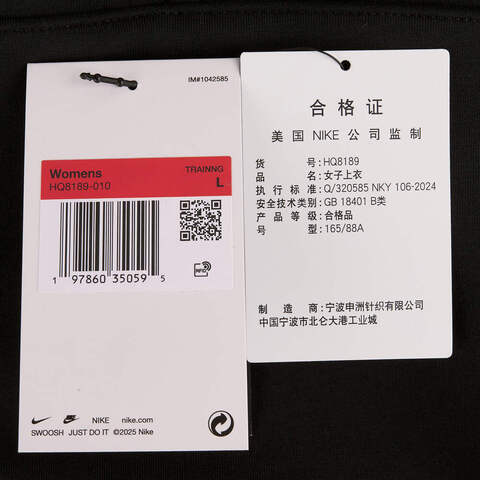 IM#1042585
Womens
TRAINNG
HQ8189-010
L
RFID
1 97860 35059 5
NIKE nike.com
SWOOSH JUST DO IT ©2025 Nike
合格证
美国 NIKE 公司监制
货号:HQ8189
品名:女子上衣
执行标准:Q/320585 NKY 106-2024
安全技术类别:GB 18401 B类
产品等级:合格品
号型:165/88A
制造商:宁波申洲针织有限公司
中国宁波市北仑大港工业城